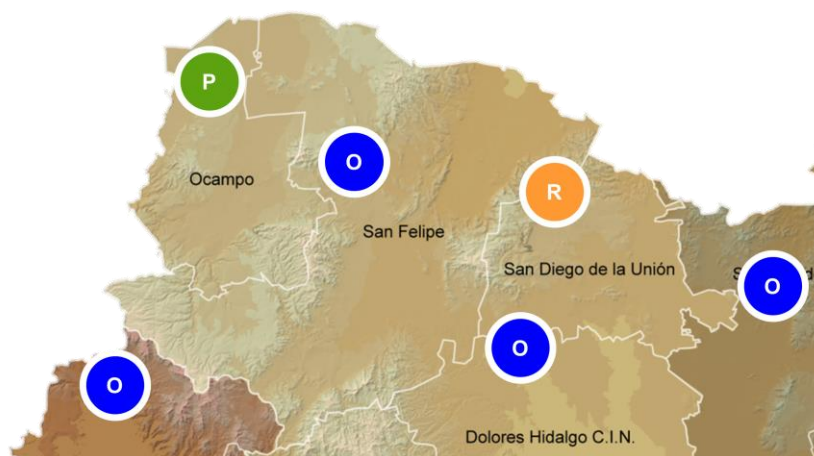 P
O
Ocampo
R
San Felipe
San Diego de la Unión
O
O
O
Dolores Hidalgo C.I.N.